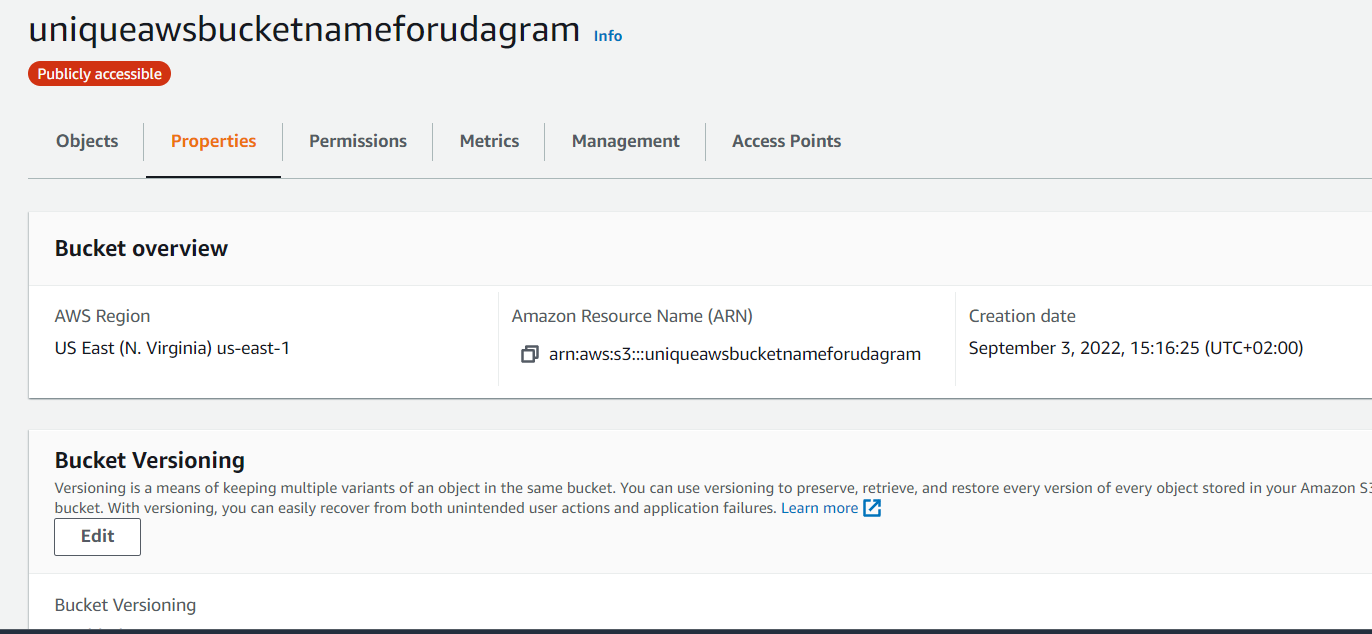 uniqueawsbucketnameforudagram Info
Publicly accessible
Objects Properties Permissions Metrics Management Access Points
Bucket overview
AWS Region
US East (N. Virginia) us-east-1
Amazon Resource Name (ARN)
arn:aws:s3:::uniqueawsbucketnameforudagram
Creation date
September 3, 2022, 15:16:25 (UTC+02:00)
Bucket Versioning
Versioning is a means of keeping multiple variants of an object in the same bucket. You can use versioning to preserve, retrieve, and restore every version of every object stored in your Amazon S3
bucket. With versioning, you can easily recover from both unintended user actions and application failures. Learn more
Edit
Bucket Versioning